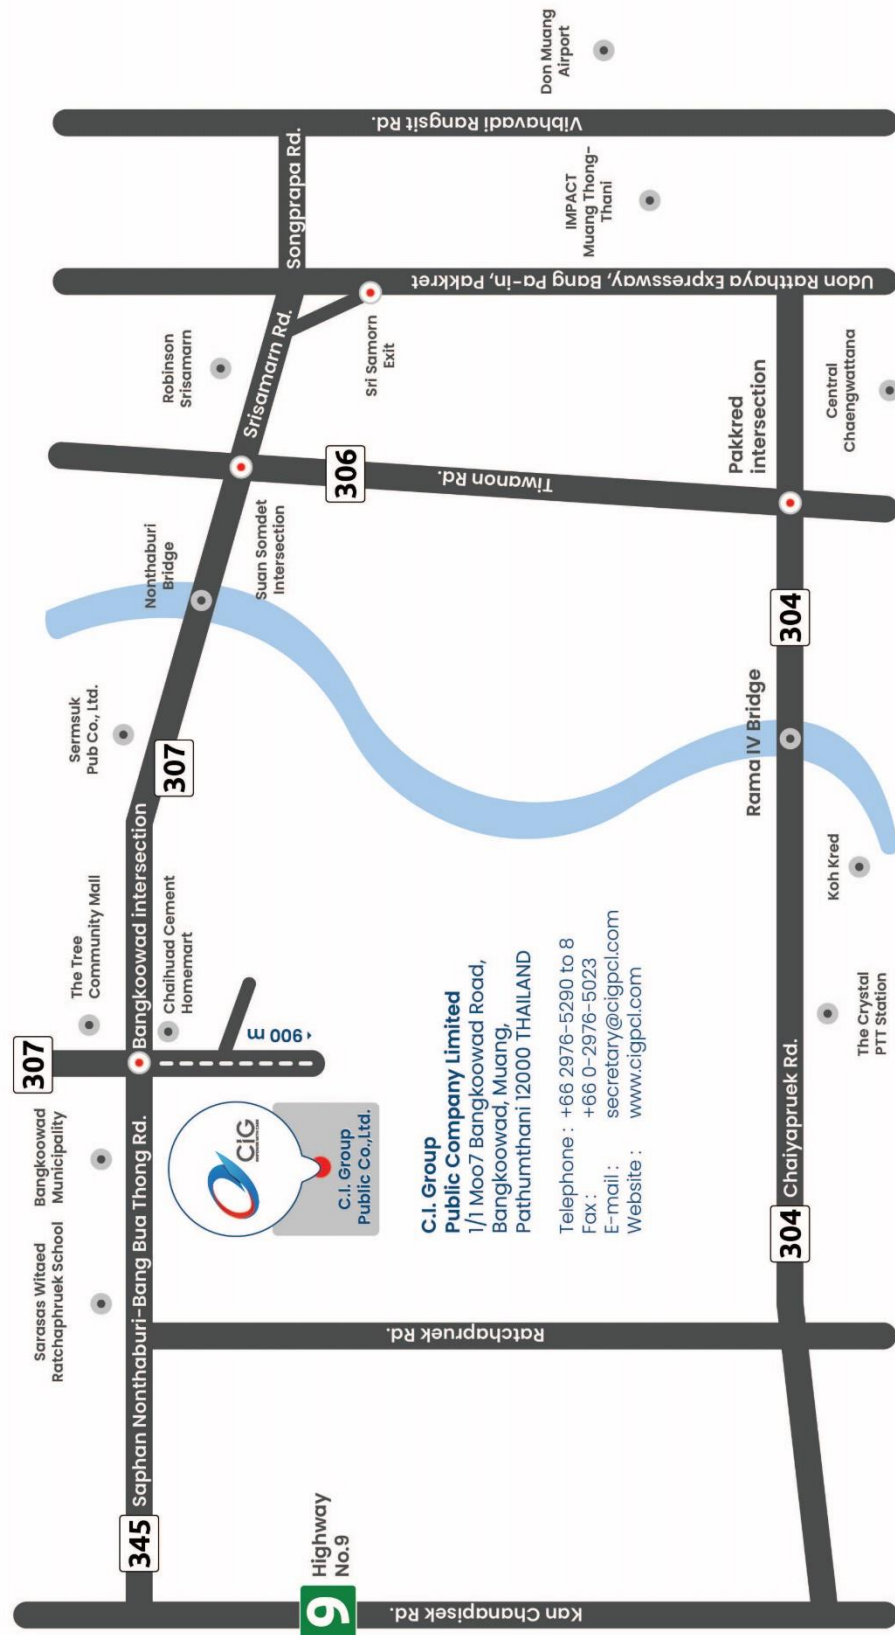 307
The Tree
Community Mall
Sermsuk
Pub Co., Ltd.
Nonthaburi
Bridge
Robinson
Srisamarn
Songprapa Rd.
Vibhavadi Rangsit Rd.
Don Muang
Airport
Sarasas Witaed
Ratchaphruek School
Bangkoowad
Municipality
345
Saphan Nonthaburi-Bang Bua Thong Rd.
Bangkoowad intersection
307
Srisamarn Rd.
Chaihuad Cement
Homemart
Suan Somdet
Intersection
306
Sri Samorn
Exit
900 m
CIG
C.I. Group
Public Co.,Ltd.
9
Highway
No.9
Kan Chanapisek Rd.
Ratchapruek Rd.
Tiwanon Rd.
Udon Ratthaya Expressway, Bang Pa-in, Pakkret
IMPACT
Muang Thong-
Thani
C.I. Group
Public Company Limited
1/1 Moo7 Bangkoowad Road,
Bangkoowad, Muang,
Pathumthani 12000 THAILAND
Telephone : +66 2976-5290 to 8
Fax : +66 0-2976-5023
E-mail : secretary@cigpcl.com
Website : www.cigpcl.com
Rama IV Bridge
Pakkred
intersection
304
Chaiyapruek Rd.
304
The Crystal
PTT Station
Koh Kred
Central
Chaengwattana